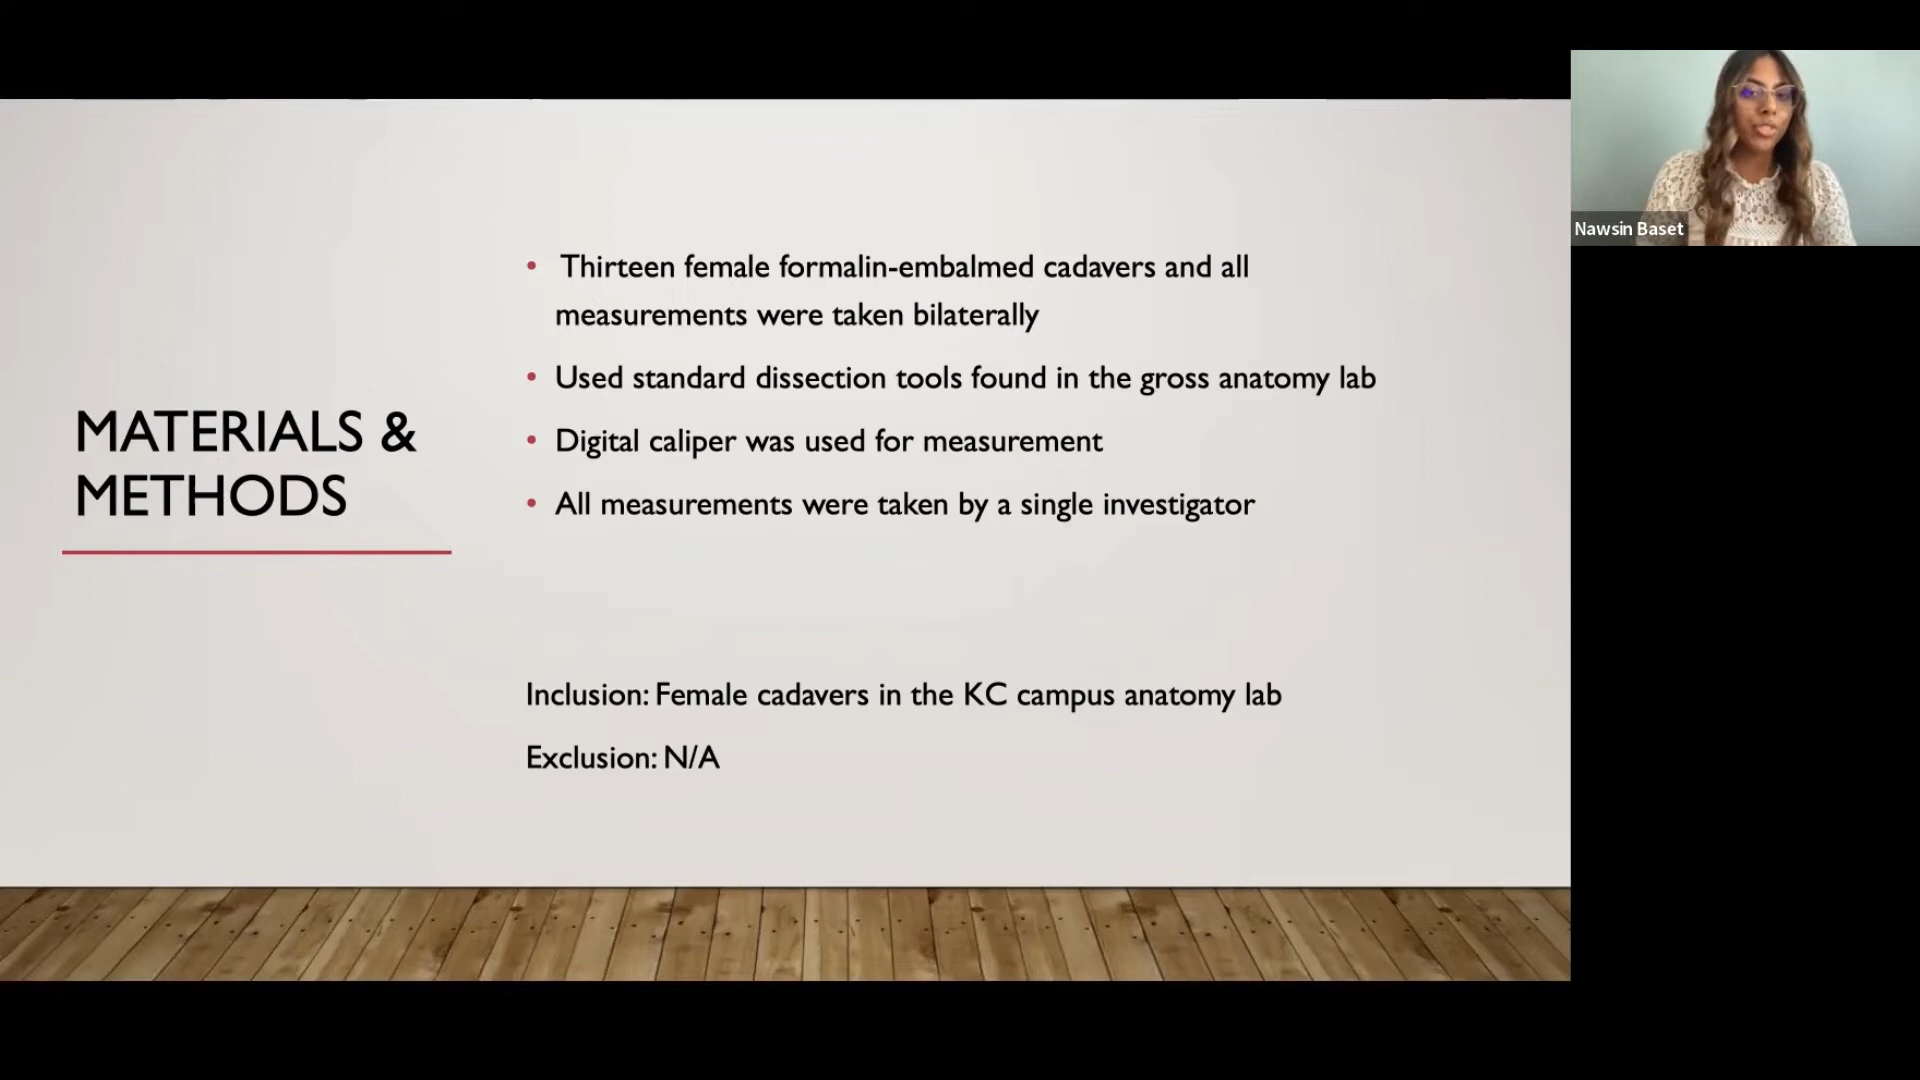 MATERIALS &
METHODS
• Thirteen female formalin-embalmed cadavers and all
measurements were taken bilaterally
• Used standard dissection tools found in the gross anatomy lab
• Digital caliper was used for measurement
• All measurements were taken by a single investigator
Inclusion: Female cadavers in the KC campus anatomy lab
Exclusion: N/A
Nawsin Baset